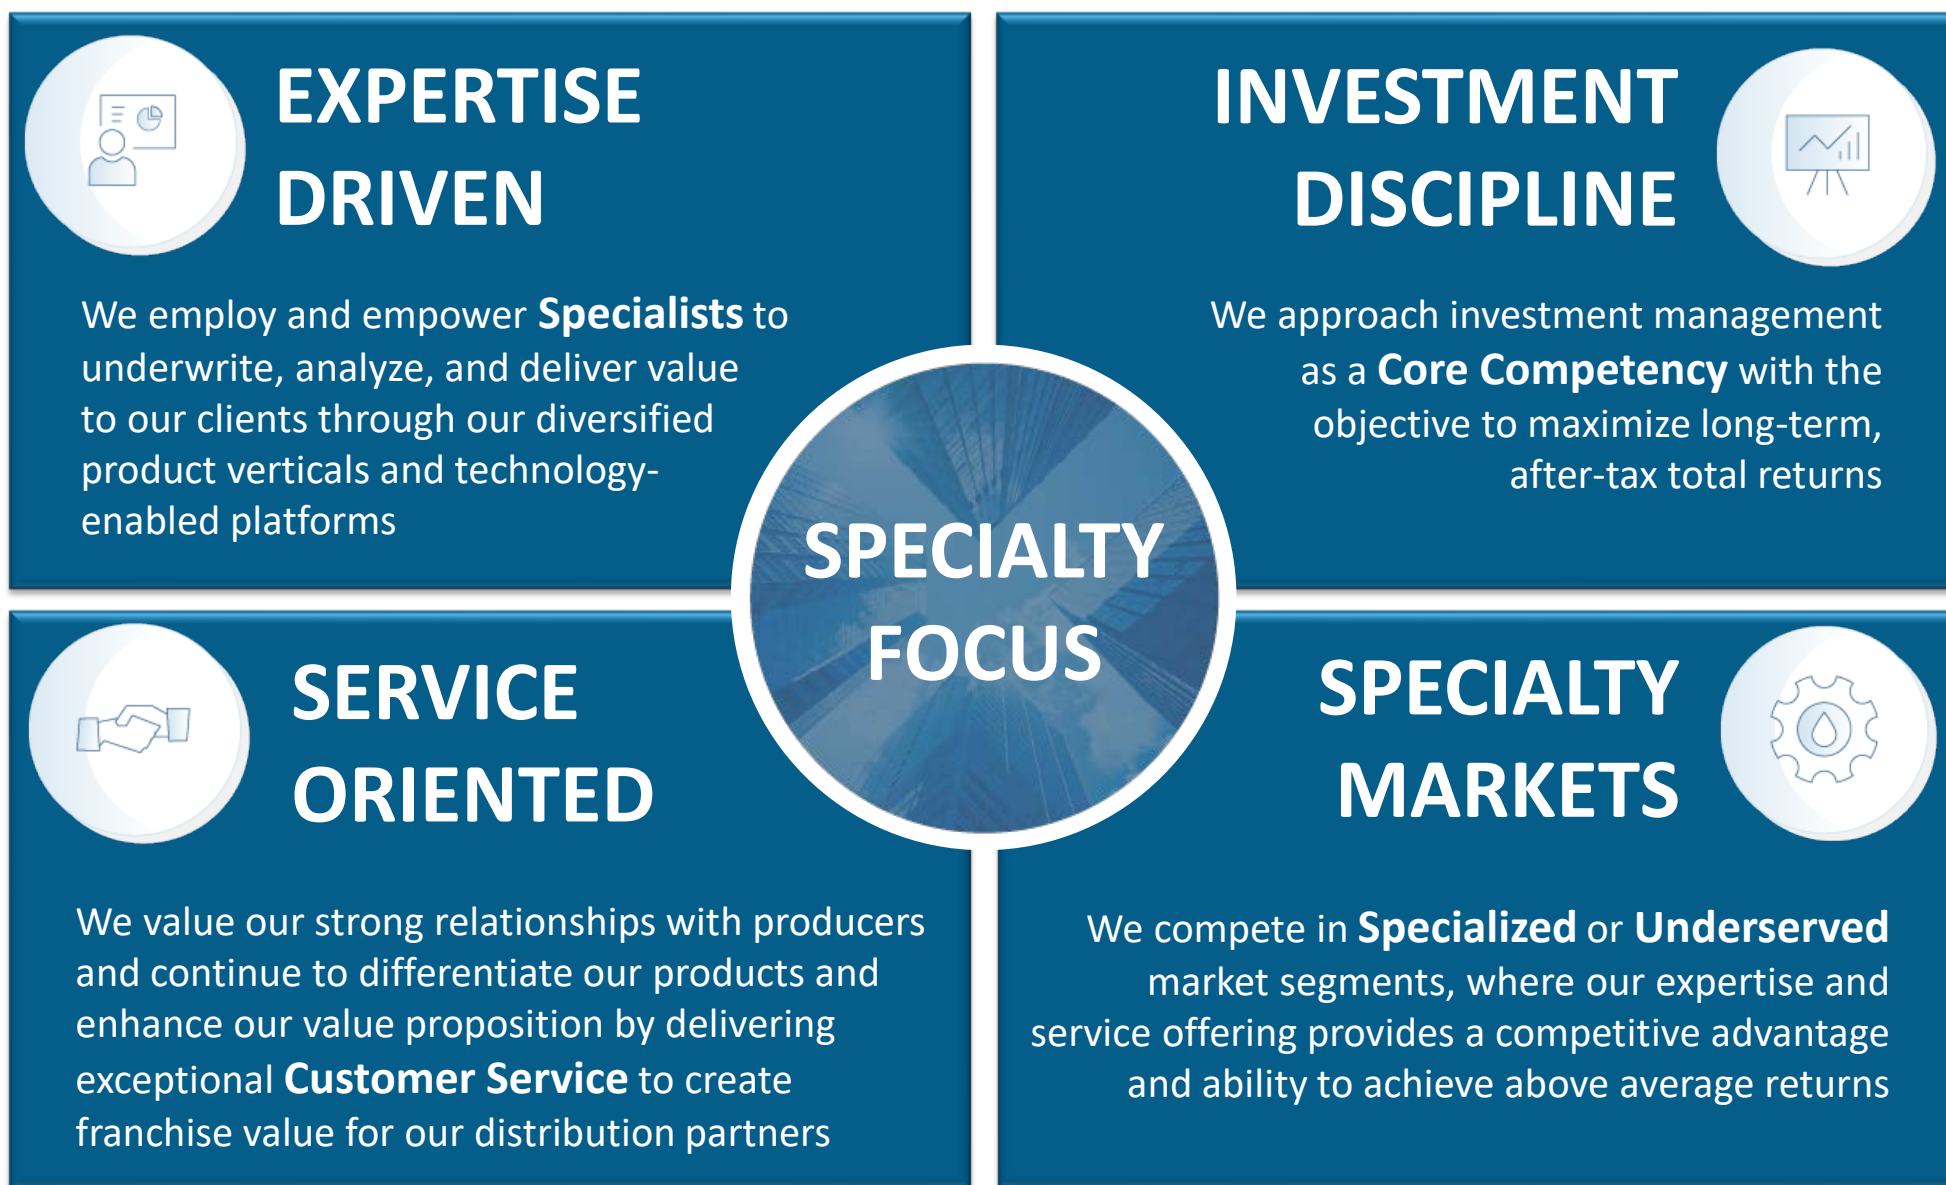 EXPERTISE
DRIVEN
We employ and empower Specialists to
underwrite, analyze, and deliver value
to our clients through our diversified
product verticals and technology-
enabled platforms
INVESTMENT
DISCIPLINE
We approach investment management
as a Core Competency with the
objective to maximize long-term,
after-tax total returns
SPECIALTY
FOCUS
SERVICE
ORIENTED
We value our strong relationships with producers
and continue to differentiate our products and
enhance our value proposition by delivering
exceptional Customer Service to create
franchise value for our distribution partners
SPECIALTY
MARKETS
We compete in Specialized or Underserved
market segments, where our expertise and
service offering provides a competitive advantage
and ability to achieve above average returns